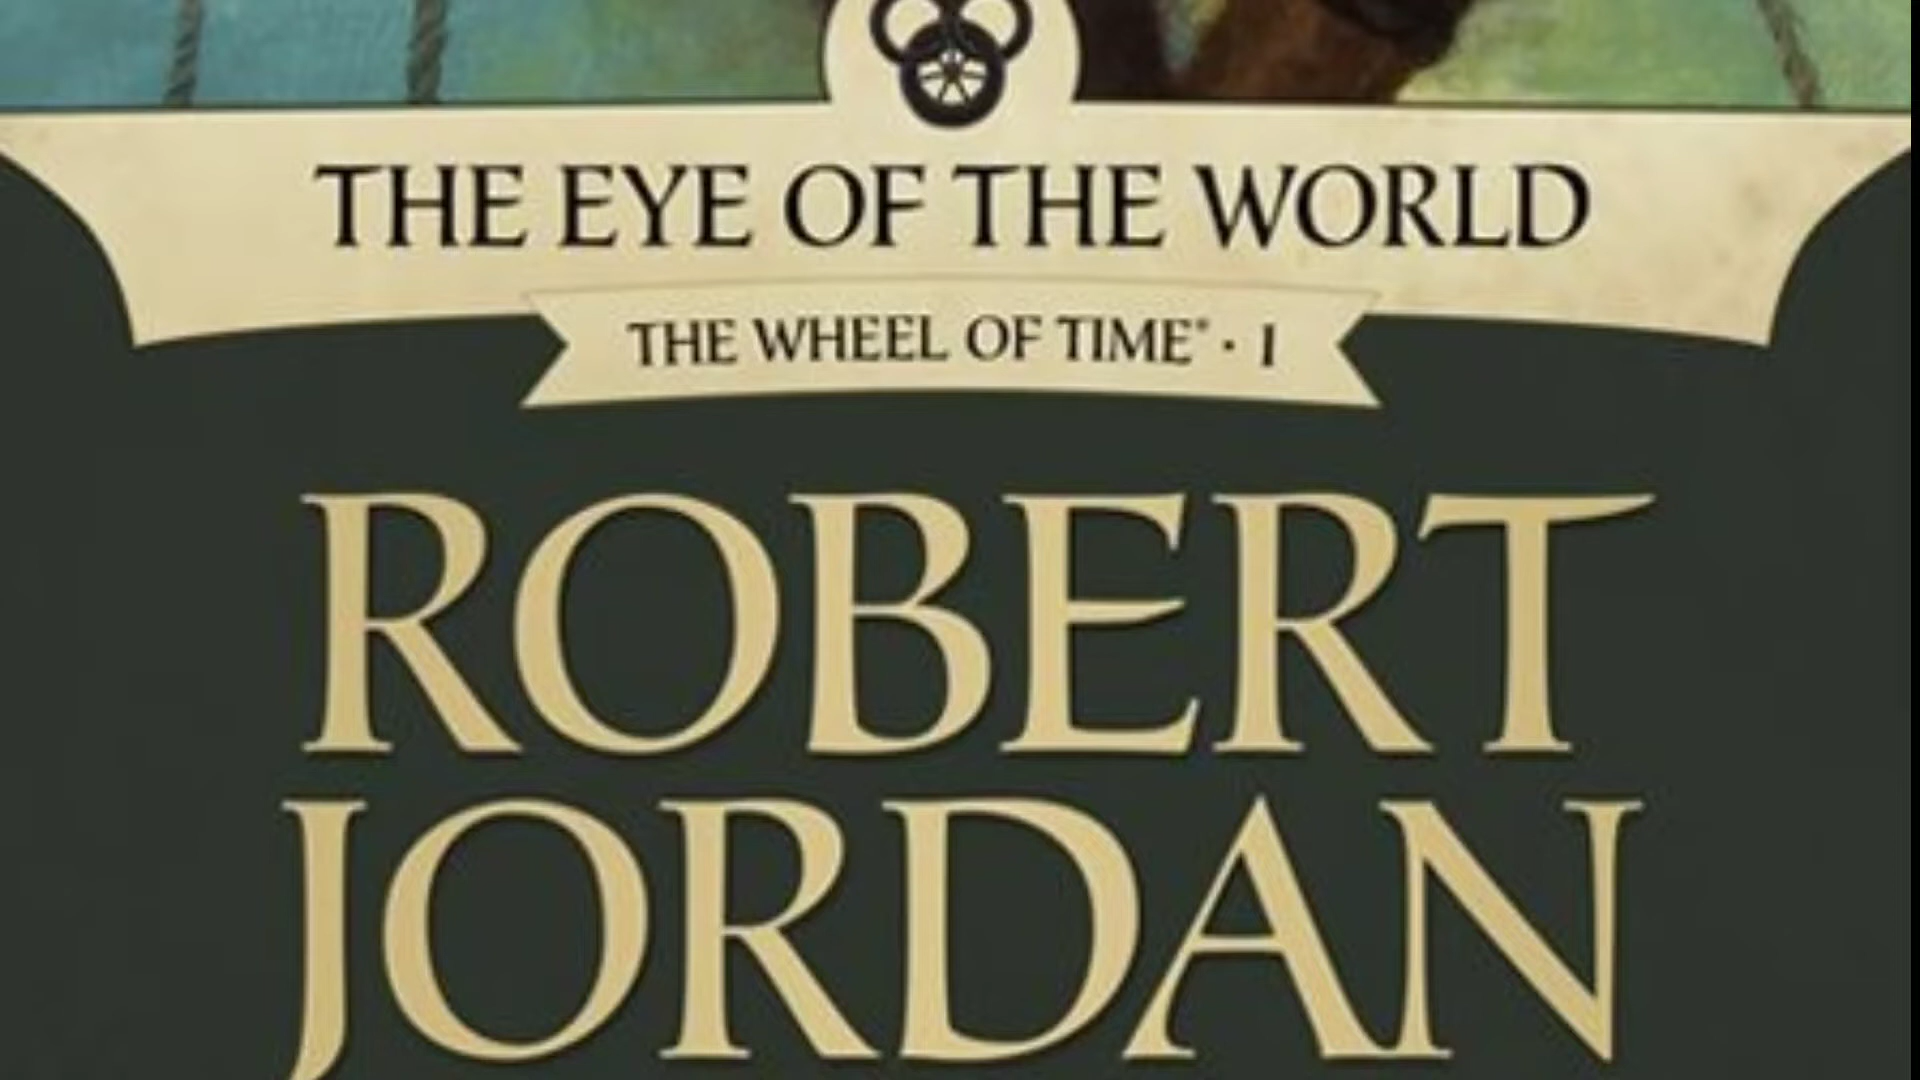 THE EYE OF THE WORLD
THE WHEEL OF TIME® · 1
ROBERT
JORDAN